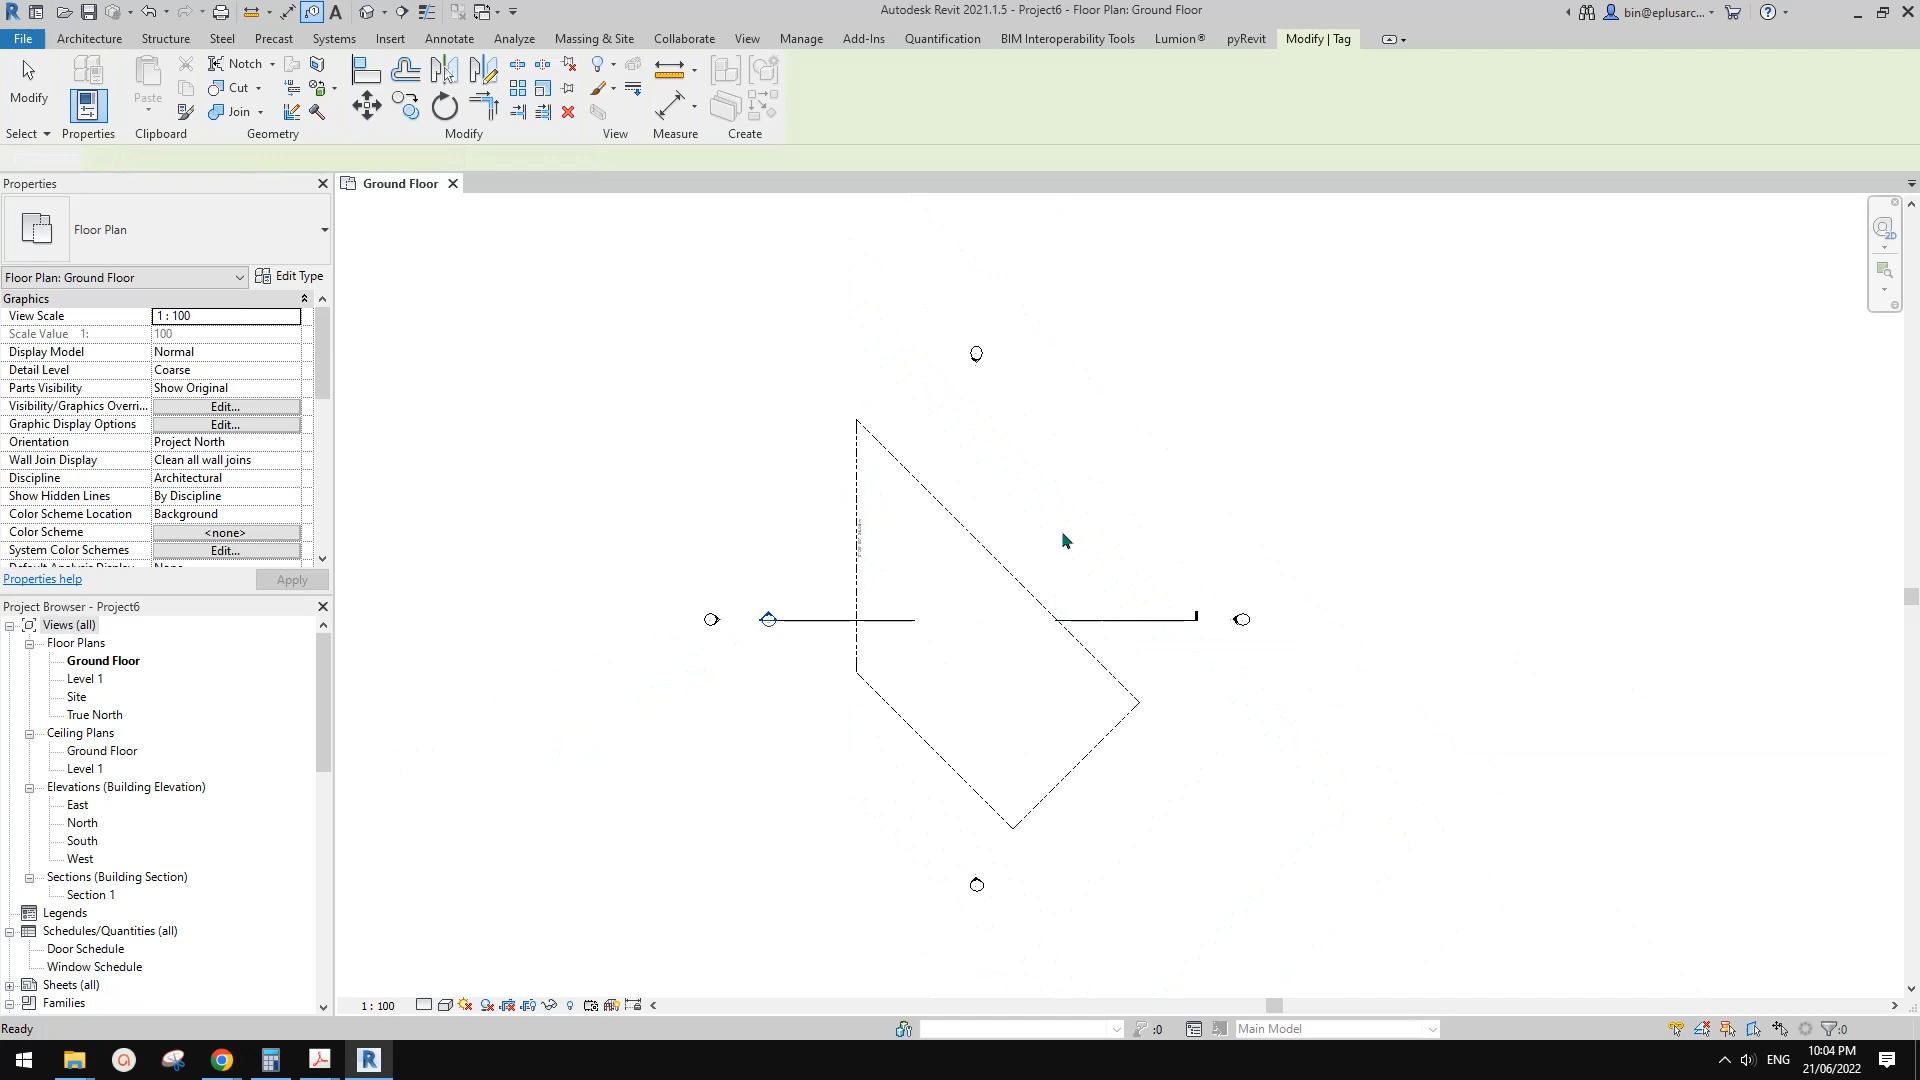 Autodesk Revit 2021.1.5 - Project6 - Floor Plan: Ground Floor
bin@eplusarc...
File Architecture Structure Steel Precast Systems Insert Annotate Analyze Massing & Site Collaborate View Manage Add-Ins Quantification BIM Interoperability Tools Lumion® pyRevit Modify | Tag
Modify
Paste
Notch
Cut
Join
Select Properties Clipboard Geometry Modify View Measure Create
Properties
Ground Floor
Floor Plan
Floor Plan: Ground Floor Edit Type
Graphics
View Scale 1 : 100
Scale Value 1: 100
Display Model Normal
Detail Level Coarse
Parts Visibility Show Original
Visibility/Graphics Overri... Edit...
Graphic Display Options Edit...
Orientation Project North
Wall Join Display Clean all wall joins
Discipline Architectural
Show Hidden Lines By Discipline
Color Scheme Location Background
Color Scheme <none>
System Color Schemes Edit...
Properties help Apply
Project Browser - Project6
Views (all)
Floor Plans
Ground Floor
Level 1
Site
True North
Ceiling Plans
Ground Floor
Level 1
Elevations (Building Elevation)
East
North
South
West
Sections (Building Section)
Section 1
Legends
Schedules/Quantities (all)
Door Schedule
Window Schedule
Sheets (all)
Families
1 : 100
Ready
:0
Main Model
:0
ENG
10:04 PM
21/06/2022